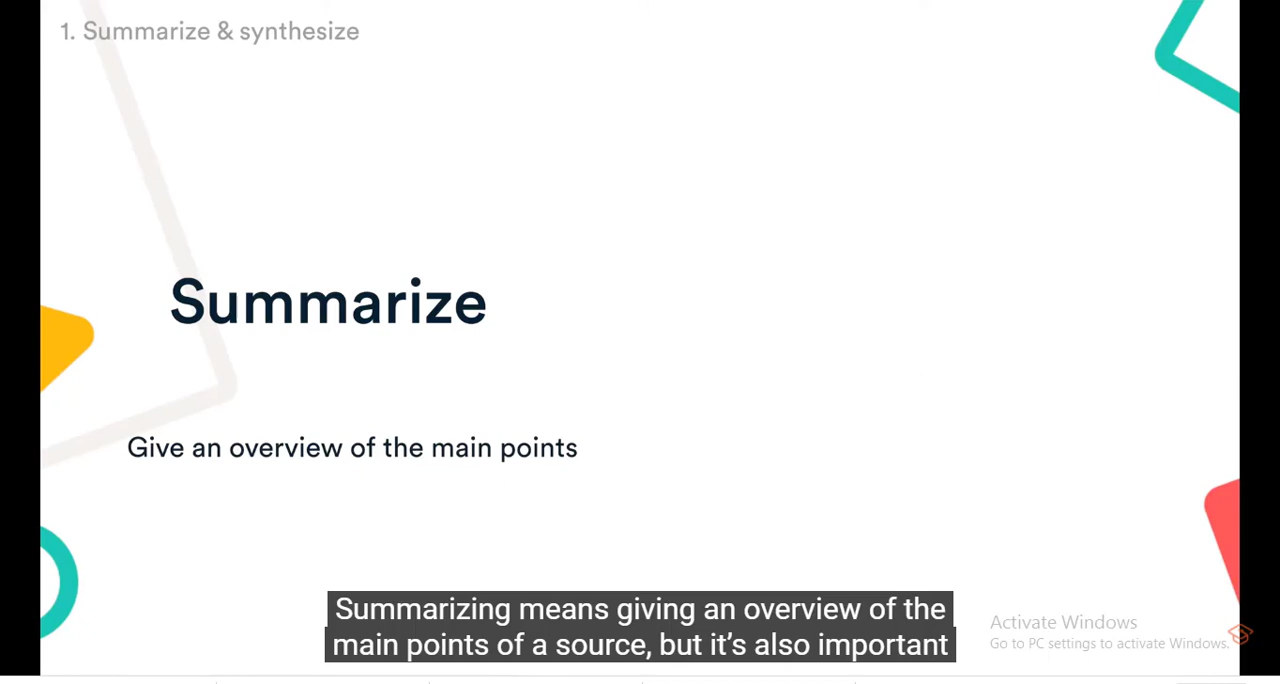 1. Summarize & synthesize
Summarize
Give an overview of the main points
Summarizing means giving an overview of the
main points of a source, but it’s also important
Activate Windows
Go to PC settings to activate Windows.